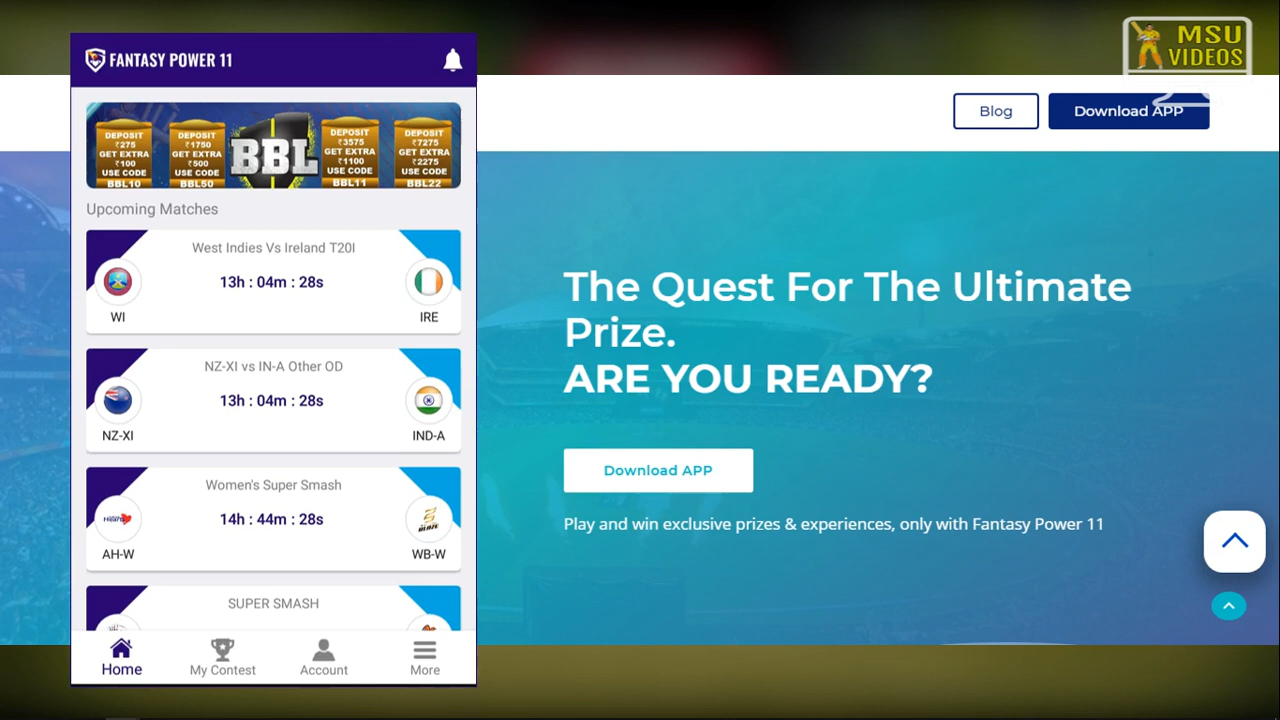 MSU
VIDEOS
FANTASY POWER 11
Blog
Download APP
DEPOSIT
₹275
GET EXTRA
₹100
USE CODE
BBL10
DEPOSIT
₹1750
GET EXTRA
₹500
USE CODE
BBL50
BBL
DEPOSIT
₹3575
GET EXTRA
₹1100
USE CODE
BBL11
DEPOSIT
₹7275
GET EXTRA
₹2275
USE CODE
BBL22
Upcoming Matches
West Indies Vs Ireland T20I
13h : 04m : 28s
WI
IRE
NZ-XI vs IN-A Other OD
13h : 04m : 28s
NZ-XI
IND-A
Women's Super Smash
14h : 44m : 28s
AH-W
WB-W
SUPER SMASH
Home
My Contest
Account
More
The Quest For The Ultimate
Prize.
ARE YOU READY?
Download APP
Play and win exclusive prizes & experiences, only with Fantasy Power 11